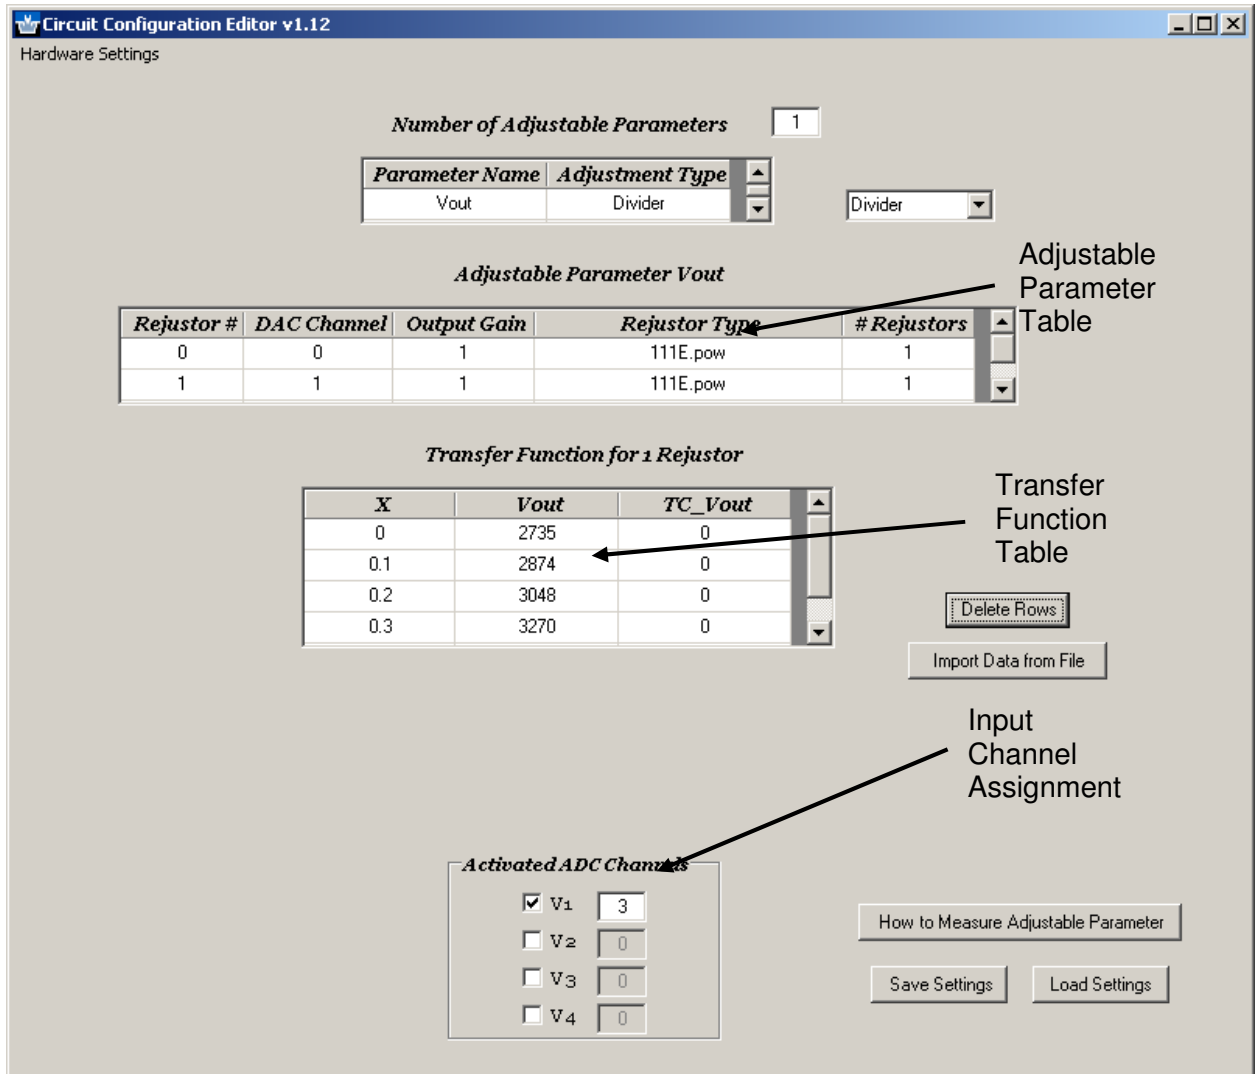 Circuit Configuration Editor v1.12
Hardware Settings
Number of Adjustable Parameters 1
Parameter Name Adjustment Type
Vout Divider
Divider
Adjustable Parameter Vout
Adjustable
Parameter
Table
Rejustor # DAC Channel Output Gain Rejustor Type # Rejustors
0 0 1 111E.pow 1
1 1 1 111E.pow 1
Transfer Function for 1 Rejustor
X Vout TC_Vout
0 2735 0
0.1 2874 0
0.2 3048 0
0.3 3270 0
Transfer
Function
Table
Delete Rows
Import Data from File
Input
Channel
Assignment
Activated ADC Channels
V1 3
V2 0
V3 0
V4 0
How to Measure Adjustable Parameter
Save Settings Load Settings